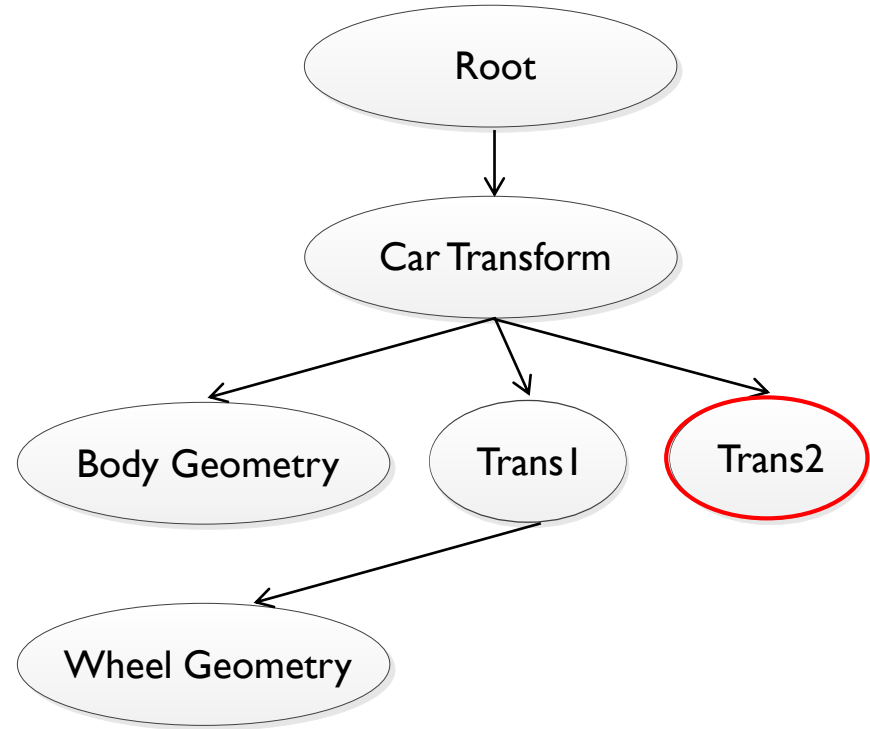 Root
Car Transform
Body Geometry
Trans1
Trans2
Wheel Geometry